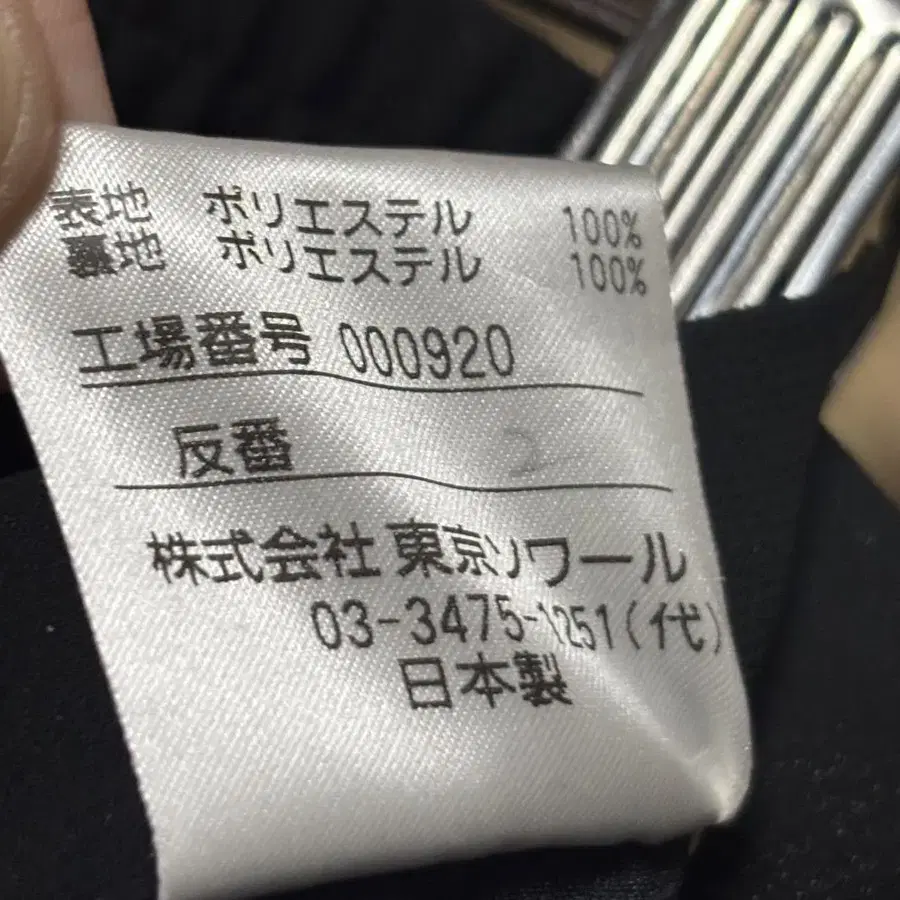 表地 ポリエステル 100%
裏地 ポリエステル 100%
工場番号 000920
反番 2
株式会社 東京ソワール
03-3475-1251(代)
日本製